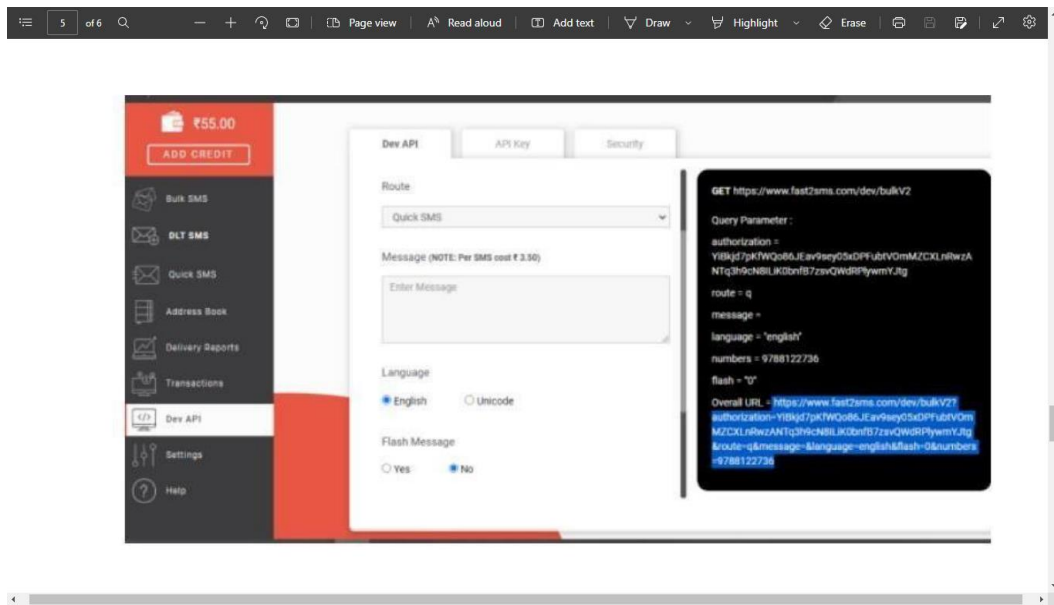 5 of 6 Page view Read aloud Add text Draw Highlight Erase
₹55.00
ADD CREDIT
Bulk SMS
DLT SMS
Quick SMS
Address Book
Delivery Reports
Transactions
Dev API
Settings
Help
Dev API API Key Security
Route
Quick SMS
Message (NOTE: Per SMS cost ₹ 3.50)
Enter Message
Language
English Unicode
Flash Message
Yes No
GET https://www.fast2sms.com/dev/bulkV2
Query Parameter :
authorization =
route = q
message =
language = "english"
numbers = 9788122736
flash = "0"
Overall URL = https://www.fast2sms.com/dev/bulkV2?
&route=q&message=&language=english&flash=0&numbers
=9788122736